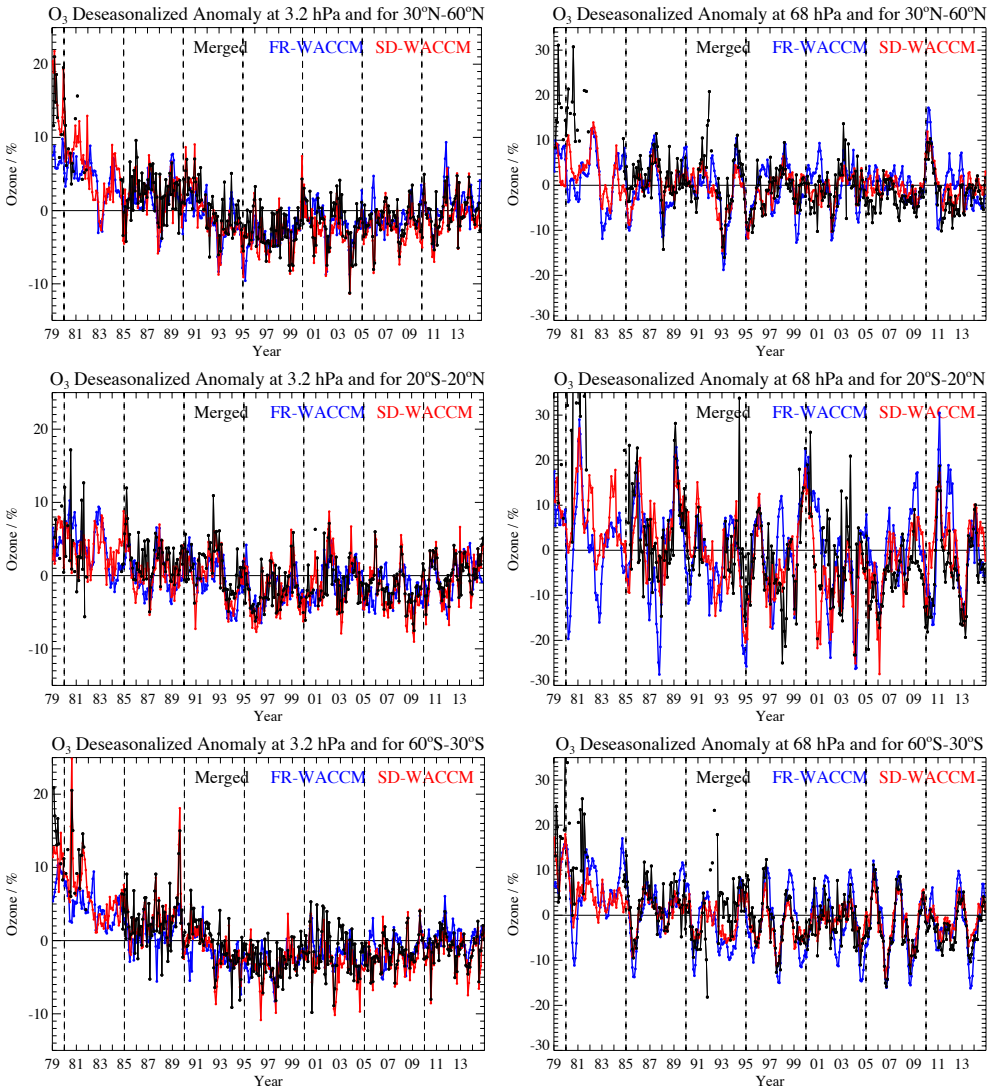 O3 Deseasonalized Anomaly at 3.2 hPa and for 30°N-60°N
Merged FR-WACCM SD-WACCM
20
10
0
-10
Ozone / %
79 81 83 85 87 89 91 93 95 97 99 01 03 05 07 09 11 13
Year
O3 Deseasonalized Anomaly at 68 hPa and for 30°N-60°N
Merged FR-WACCM SD-WACCM
30
20
10
0
-10
-20
-30
Ozone / %
79 81 83 85 87 89 91 93 95 97 99 01 03 05 07 09 11 13
Year
O3 Deseasonalized Anomaly at 3.2 hPa and for 20°S-20°N
Merged FR-WACCM SD-WACCM
20
10
0
-10
Ozone / %
79 81 83 85 87 89 91 93 95 97 99 01 03 05 07 09 11 13
Year
O3 Deseasonalized Anomaly at 68 hPa and for 20°S-20°N
Merged FR-WACCM SD-WACCM
30
20
10
0
-10
-20
-30
Ozone / %
79 81 83 85 87 89 91 93 95 97 99 01 03 05 07 09 11 13
Year
O3 Deseasonalized Anomaly at 3.2 hPa and for 60°S-30°S
Merged FR-WACCM SD-WACCM
20
10
0
-10
Ozone / %
79 81 83 85 87 89 91 93 95 97 99 01 03 05 07 09 11 13
Year
O3 Deseasonalized Anomaly at 68 hPa and for 60°S-30°S
Merged FR-WACCM SD-WACCM
30
20
10
0
-10
-20
-30
Ozone / %
79 81 83 85 87 89 91 93 95 97 99 01 03 05 07 09 11 13
Year